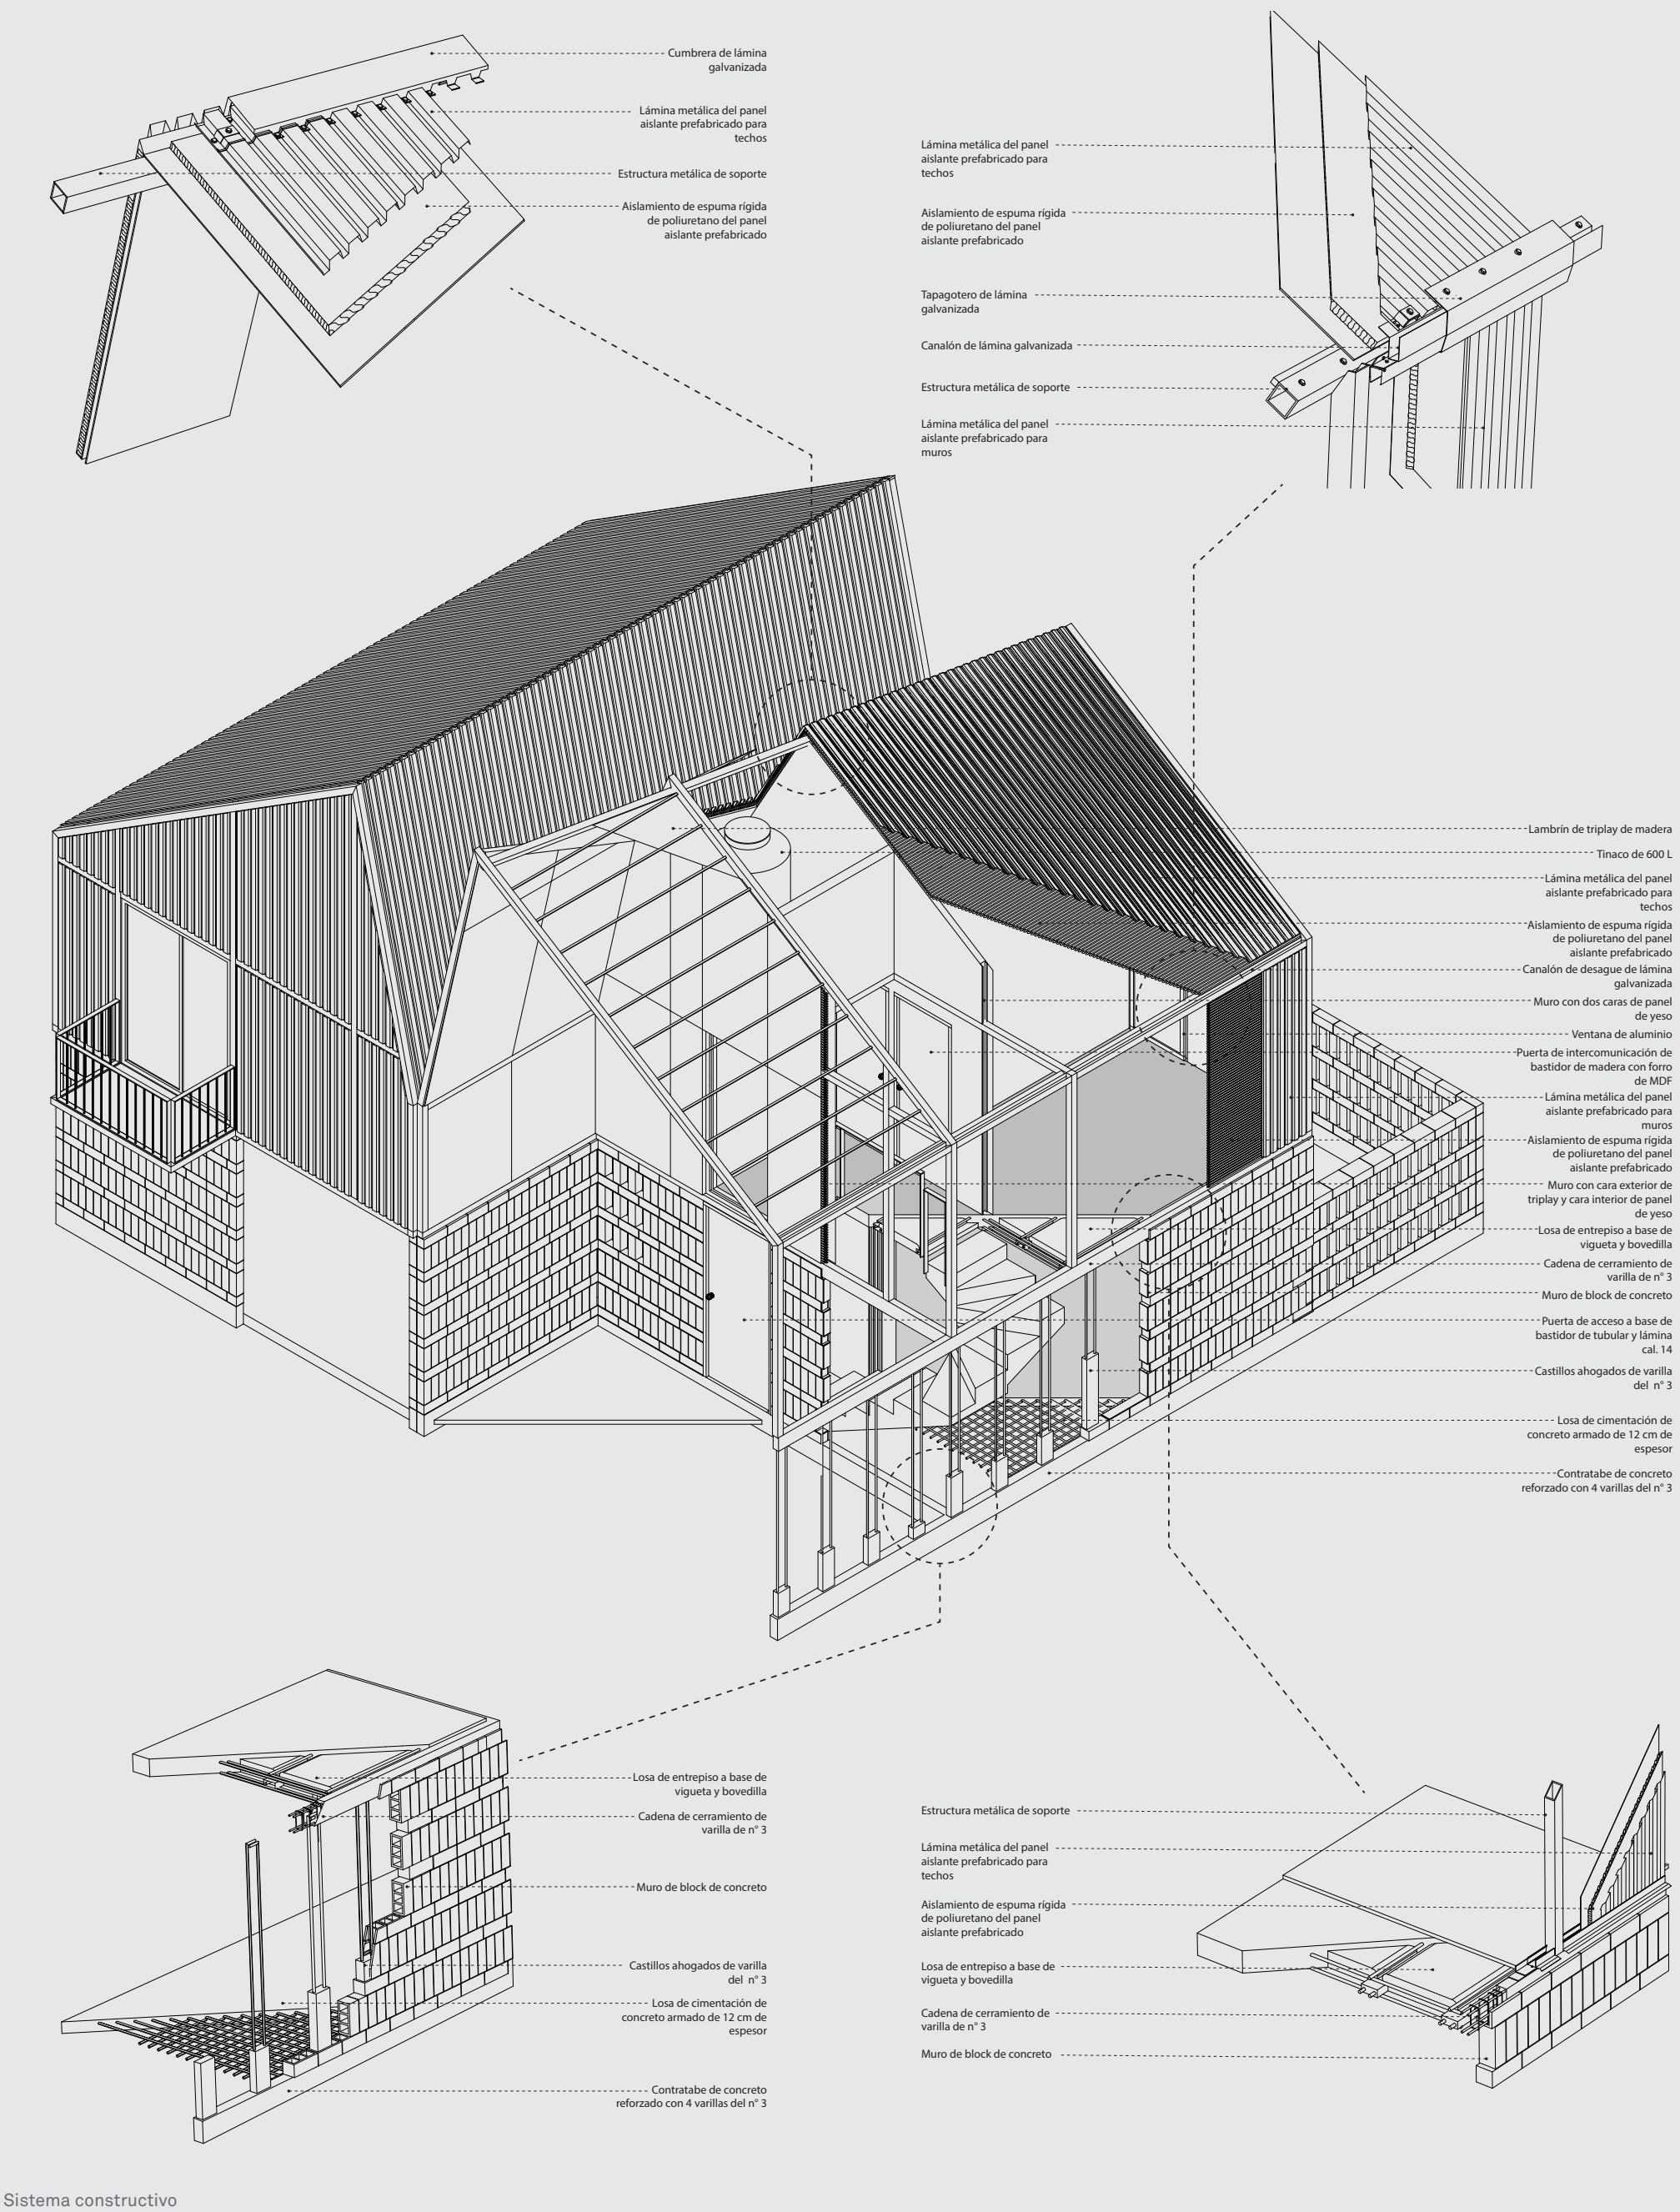 Cumbrera de lámina
galvanizada
Lámina metálica del panel
aislante prefabricado para
techos
Estructura metálica de soporte
Aislamiento de espuma rígida
de poliuretano del panel
aislante prefabricado
Lámina metálica del panel
aislante prefabricado para
techos
Aislamiento de espuma rígida
de poliuretano del panel
aislante prefabricado
Tapagotero de lámina
galvanizada
Canalón de lámina galvanizada
Estructura metálica de soporte
Lámina metálica del panel
aislante prefabricado para
muros
Lambrín de triplay de madera
Tinaco de 600 L
Lámina metálica del panel
aislante prefabricado para
techos
Aislamiento de espuma rígida
de poliuretano del panel
aislante prefabricado
Canalón de desague de lámina
galvanizada
Muro con dos caras de panel
de yeso
Ventana de aluminio
Puerta de intercomunicación de
bastidor de madera con forro
de MDF
Lámina metálica del panel
aislante prefabricado para
muros
Aislamiento de espuma rígida
de poliuretano del panel
aislante prefabricado
Muro con cara exterior de
triplay y cara interior de panel
de yeso
Losa de entrepiso a base de
vigueta y bovedilla
Cadena de cerramiento de
varilla de n° 3
Muro de block de concreto
Puerta de acceso a base de
bastidor de tubular y lámina
cal. 14
Castillos ahogados de varilla
del n° 3
Losa de cimentación de
concreto armado de 12 cm de
espesor
Contratabe de concreto
reforzado con 4 varillas del n° 3
Losa de entrepiso a base de
vigueta y bovedilla
Cadena de cerramiento de
varilla de n° 3
Muro de block de concreto
Castillos ahogados de varilla
del n° 3
Losa de cimentación de
concreto armado de 12 cm de
espesor
Contratabe de concreto
reforzado con 4 varillas del n° 3
Estructura metálica de soporte
Lámina metálica del panel
aislante prefabricado para
techos
Aislamiento de espuma rígida
de poliuretano del panel
aislante prefabricado
Losa de entrepiso a base de
vigueta y bovedilla
Cadena de cerramiento de
varilla de n° 3
Muro de block de concreto
Sistema constructivo